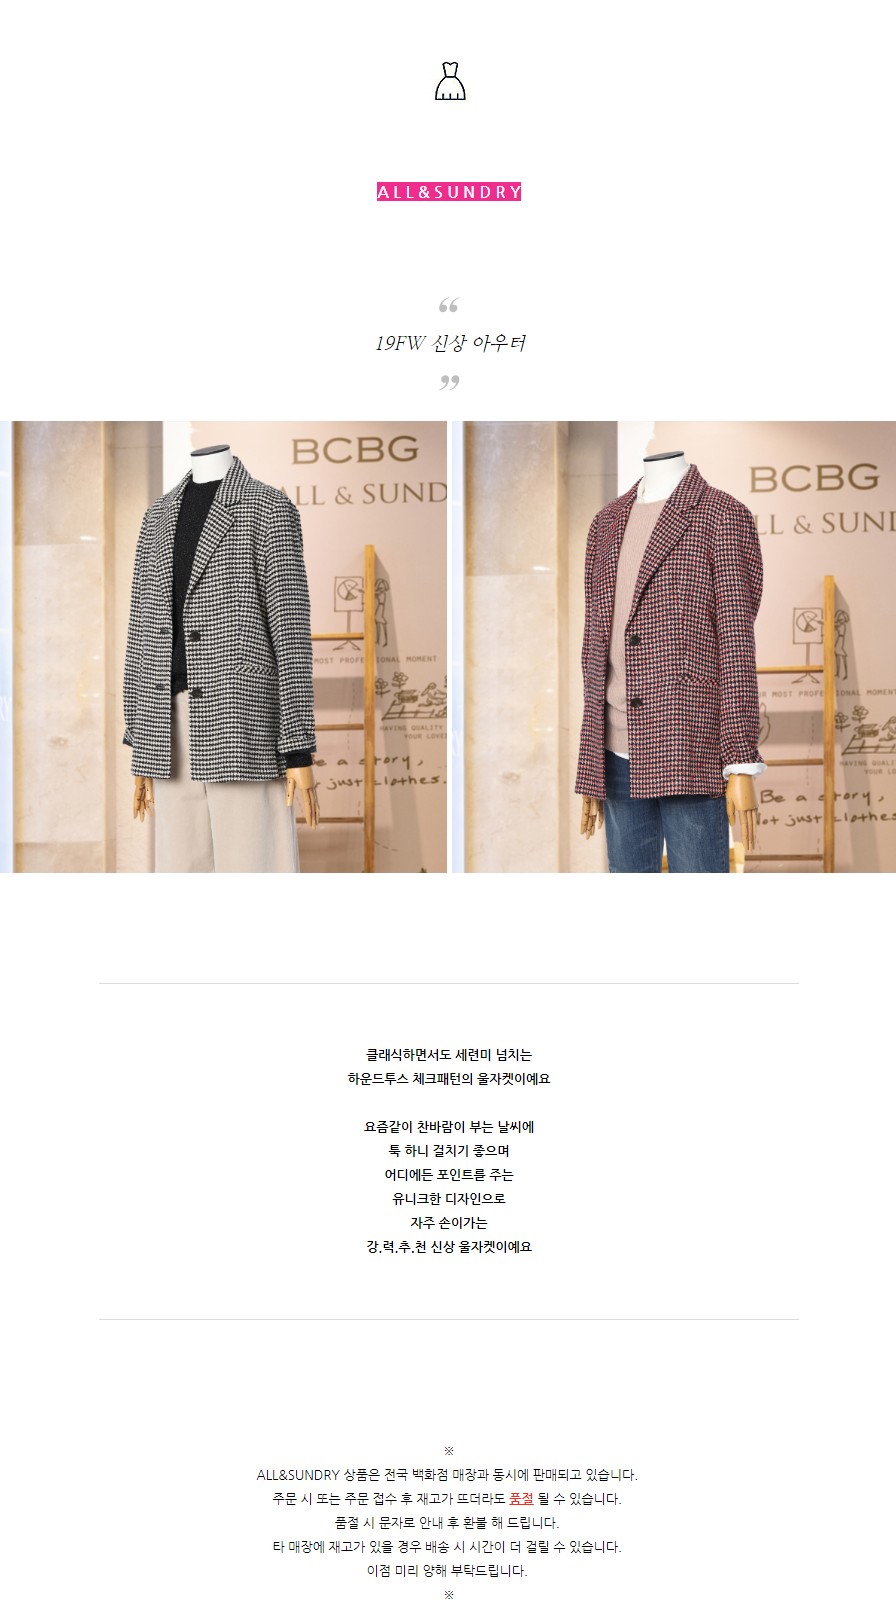 ALL&SUNDRY
“
19FW 신상 아우터
”
BCBG
ALL & SUND
MOST PROFESSIONAL MOMENT
HAVING QUALITY
YOUR LOVE
Be a story,
just clothes.
BCBG
LL & SUND
UR MOST PROFESSIONAL MOMENT
HAVING QUALI
YOUR LO
Be a story,
Not just clothes
클래식하면서도 세련미 넘치는
하운드투스 체크패턴의 울자켓이예요
요즘같이 찬바람이 부는 날씨에
툭 하니 걸치기 좋으며
어디에든 포인트를 주는
유니크한 디자인으로
자주 손이가는
강.력.추.천 신상 울자켓이예요
※
ALL&SUNDRY 상품은 전국 백화점 매장과 동시에 판매되고 있습니다.
주문 시 또는 주문 접수 후 재고가 뜨더라도 품절 될 수 있습니다.
품절 시 문자로 안내 후 환불 해 드립니다.
타 매장에 재고가 있을 경우 배송 시 시간이 더 걸릴 수 있습니다.
이점 미리 양해 부탁드립니다.
※